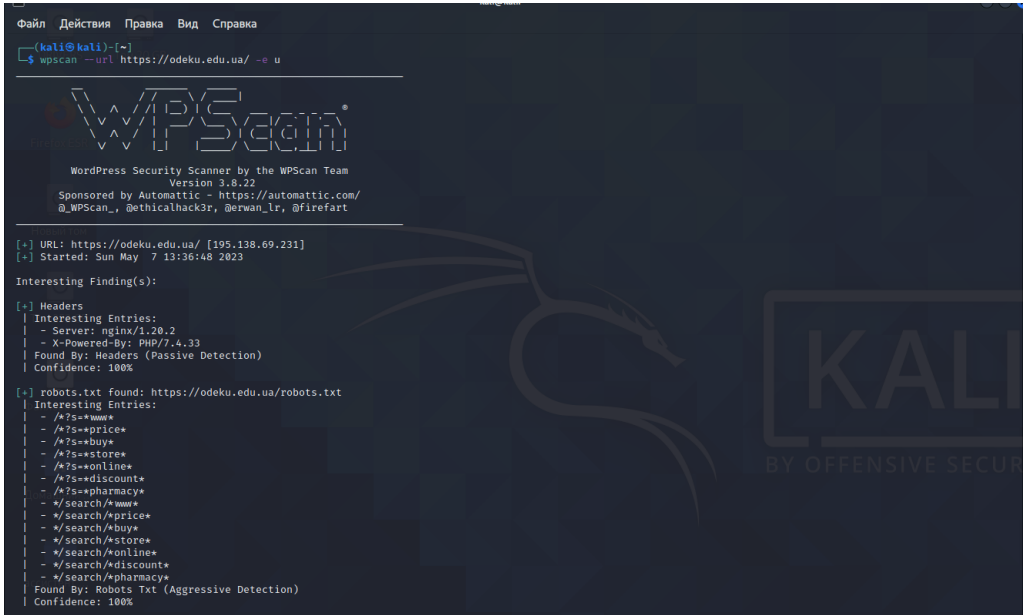 Файл Действия Правка Вид Справка
(kali㉿kali)-[~]
$ wpscan --url https://odeku.edu.ua/ -e u
WPScan ®
WordPress Security Scanner by the WPScan Team
Version 3.8.22
Sponsored by Automattic - https://automattic.com/
@_WPScan_, @ethicalhack3r, @erwan_lr, @firefart
[+] URL: https://odeku.edu.ua/ [195.138.69.231]
[+] Started: Sun May  7 13:36:48 2023
Interesting Finding(s):
[+] Headers
| Interesting Entries:
|  - Server: nginx/1.20.2
|  - X-Powered-By: PHP/7.4.33
| Found By: Headers (Passive Detection)
| Confidence: 100%
[+] robots.txt found: https://odeku.edu.ua/robots.txt
| Interesting Entries:
|  - /*?s=*www*
|  - /*?s=*price*
|  - /*?s=*buy*
|  - /*?s=*store*
|  - /*?s=*online*
|  - /*?s=*discount*
|  - /*?s=*pharmacy*
|  - */search/*www*
|  - */search/*price*
|  - */search/*buy*
|  - */search/*store*
|  - */search/*online*
|  - */search/*discount*
|  - */search/*pharmacy*
| Found By: Robots Txt (Aggressive Detection)
| Confidence: 100%
KALI
BY OFFENSIVE SECUR